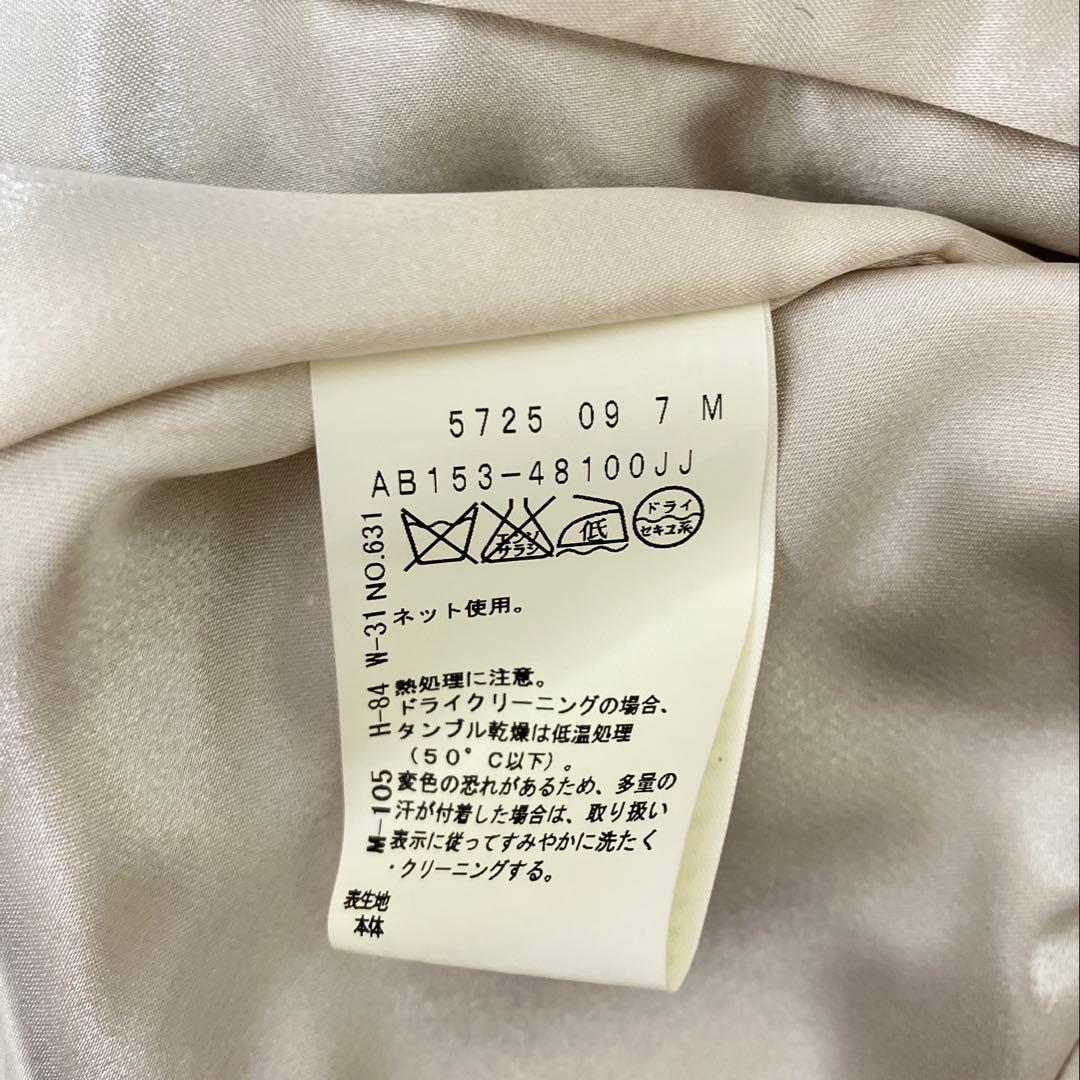 5725 09 7 M
AB153-48100JJ
エンソ
サラシ
低
ドライ
セキユ系
NO.631
W-31
H-84
M-105
ネット使用。
熱処理に注意。
ドライクリーニングの場合、
タンブル乾燥は低温処理
(50°C以下)。
変色の恐れがあるため、多量の
汗が付着した場合は、取り扱い
表示に従ってすみやかに洗たく
・クリーニングする。
表生地
本体